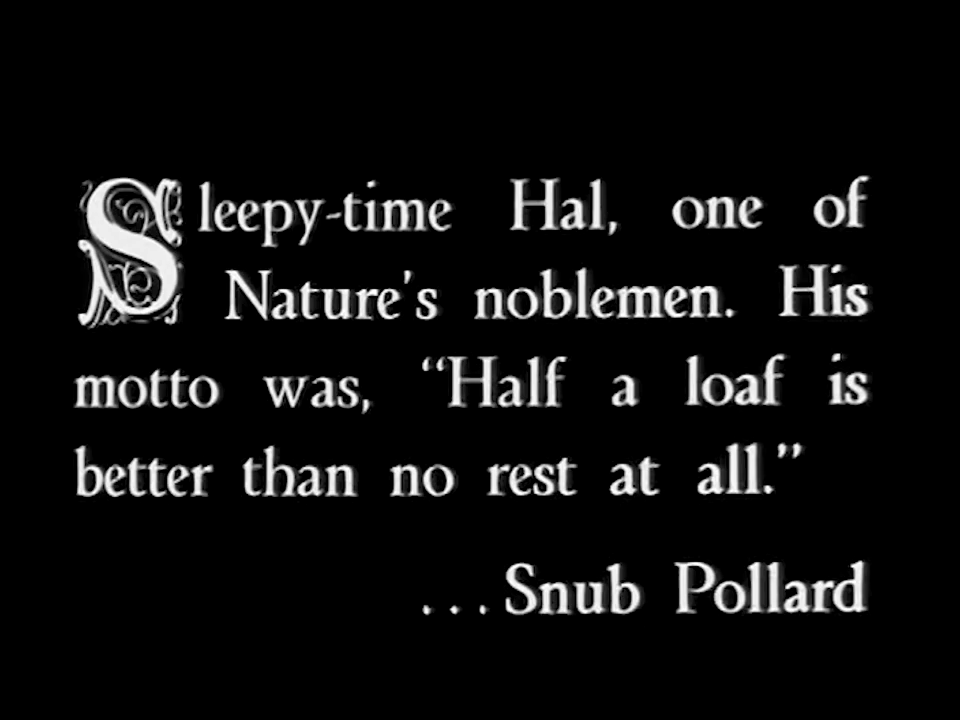 Sleepy-time Hal, one of
Nature's noblemen. His
motto was, “Half a loaf is
better than no rest at all.”
...Snub Pollard